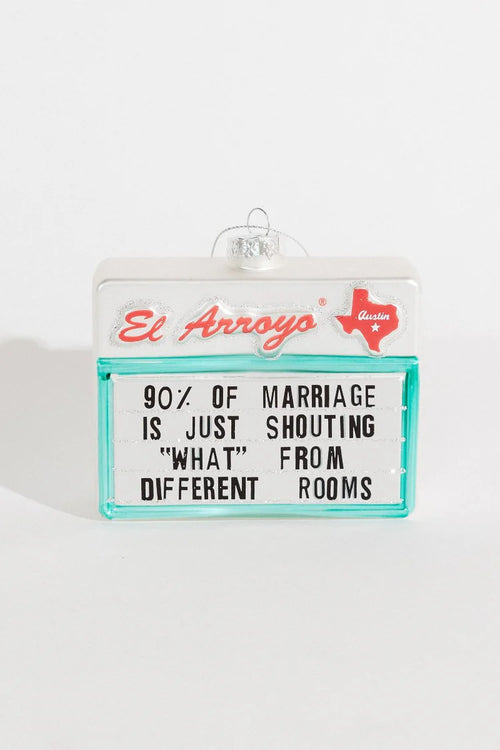 El Arroyo®
Austin
90% OF MARRIAGE
IS JUST SHOUTING
"WHAT" FROM
DIFFERENT ROOMS